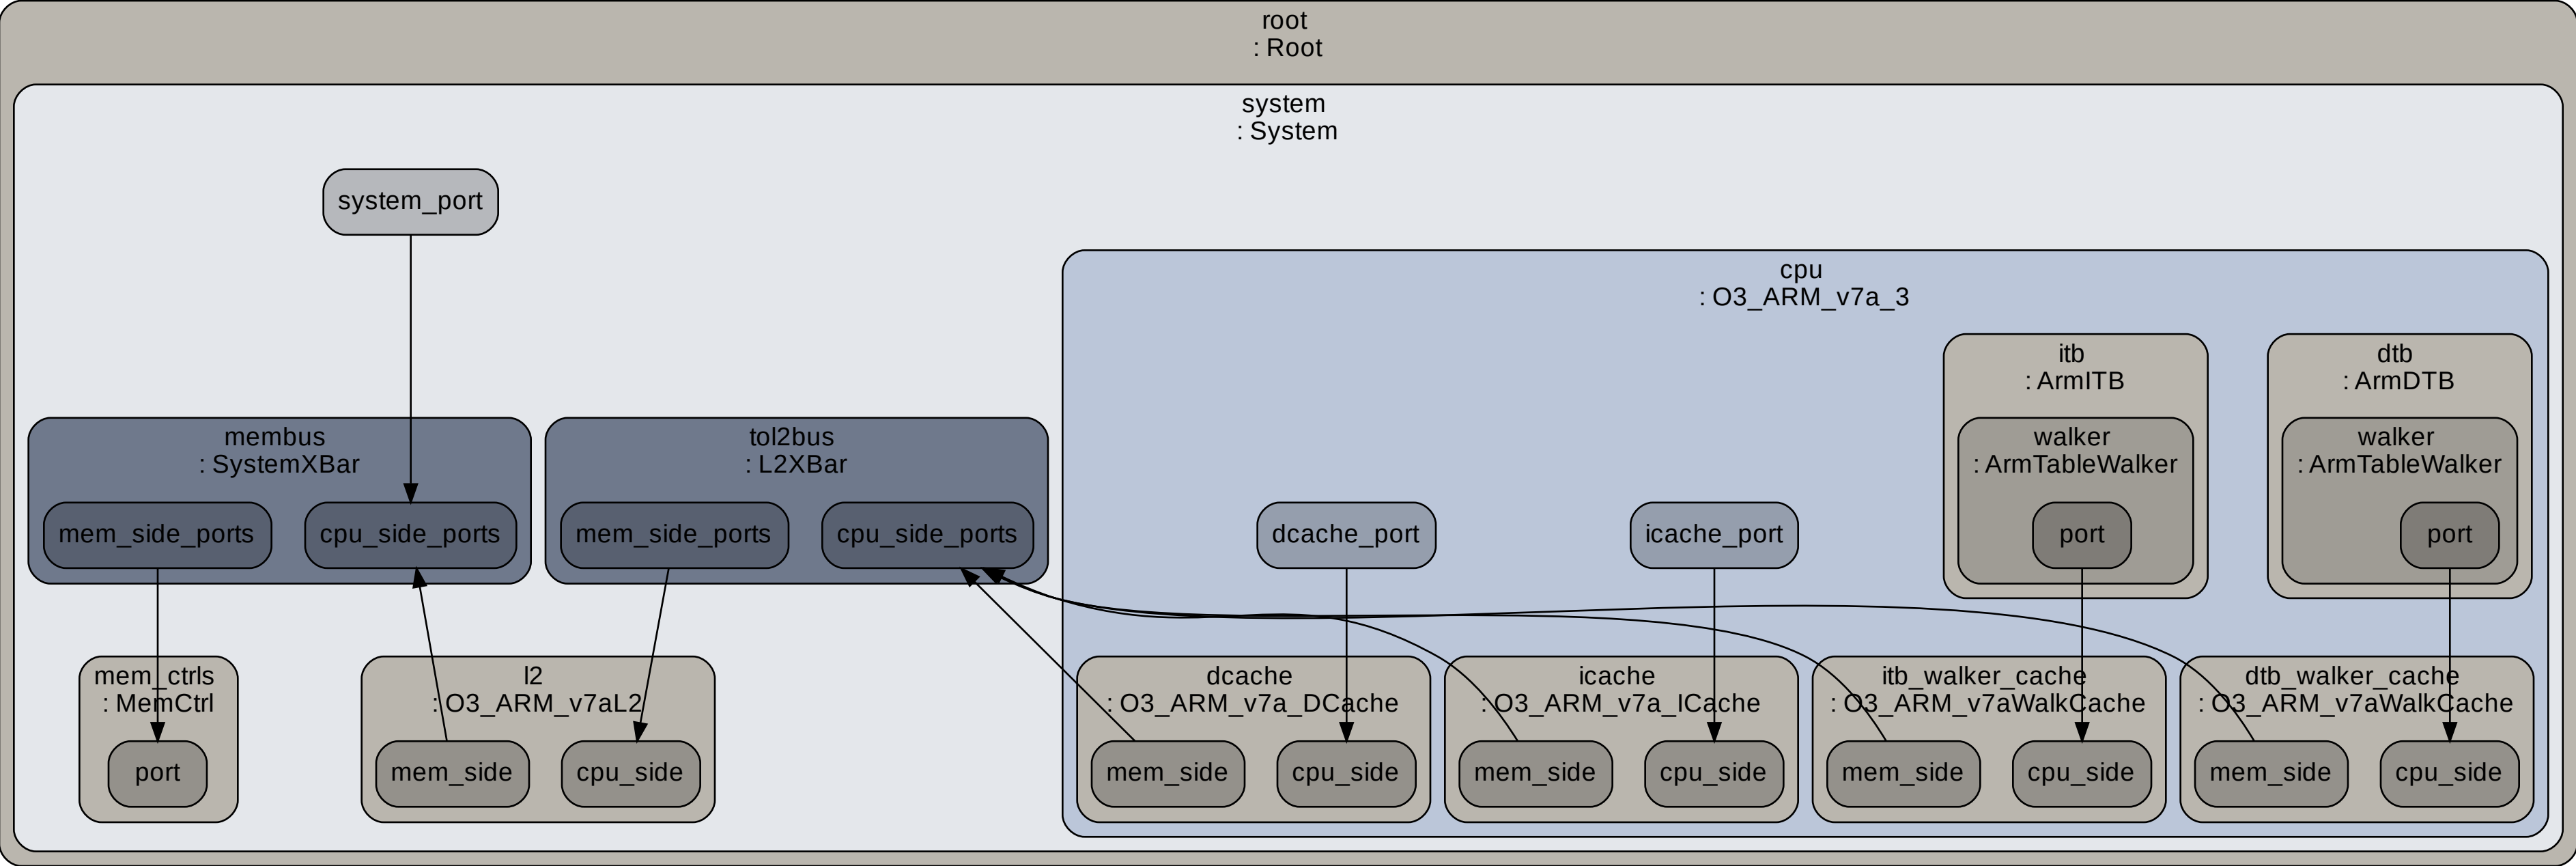 root
: Root
system
: System
system_port
cpu
: O3_ARM_v7a_3
itb
: ArmITB
dtb
: ArmDTB
membus
: SystemXBar
tol2bus
: L2XBar
walker
: ArmTableWalker
walker
: ArmTableWalker
mem_side_ports
cpu_side_ports
mem_side_ports
cpu_side_ports
dcache_port
icache_port
port
port
mem_ctrls
: MemCtrl
l2
: O3_ARM_v7aL2
dcache
: O3_ARM_v7a_DCache
icache
: O3_ARM_v7a_ICache
itb_walker_cache
: O3_ARM_v7aWalkCache
dtb_walker_cache
: O3_ARM_v7aWalkCache
port
mem_side
cpu_side
mem_side
cpu_side
mem_side
cpu_side
mem_side
cpu_side
mem_side
cpu_side